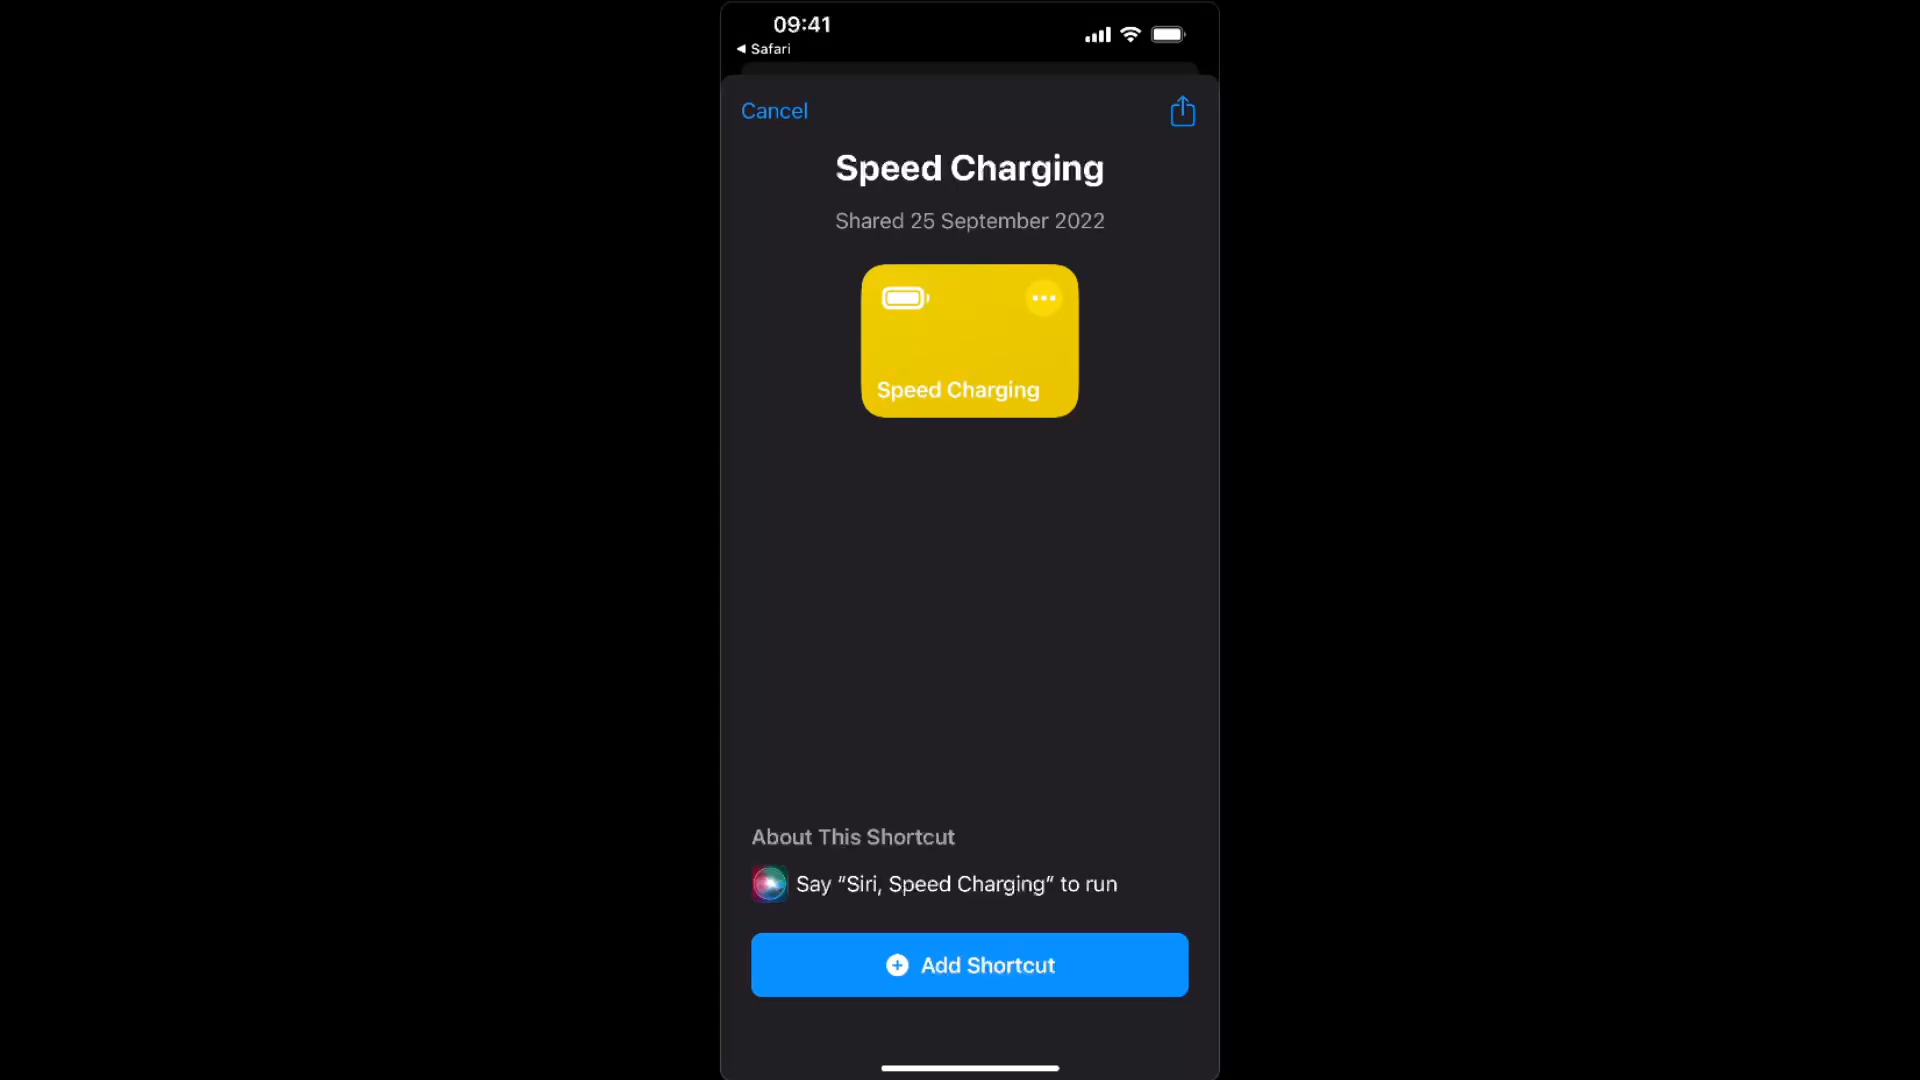 09:41
◀ Safari
Cancel
Speed Charging
Shared 25 September 2022
Speed Charging
About This Shortcut
Say “Siri, Speed Charging” to run
Add Shortcut